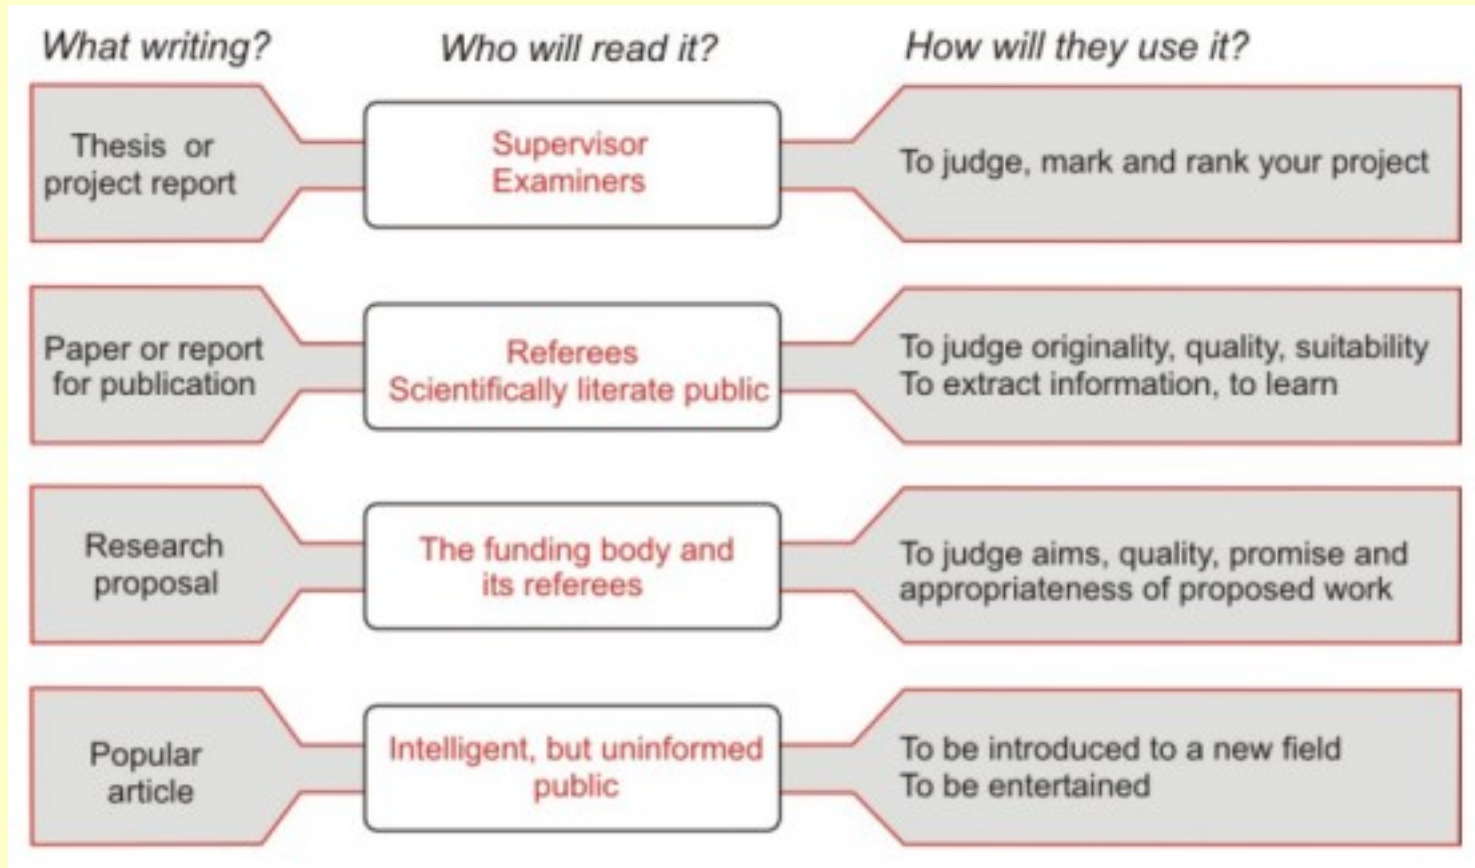 What writing?
Who will read it?
How will they use it?
Thesis or
project report
Supervisor
Examiners
To judge, mark and rank your project
Paper or report
for publication
Referees
Scientifically literate public
To judge originality, quality, suitability
To extract information, to learn
Research
proposal
The funding body and
its referees
To judge aims, quality, promise and
appropriateness of proposed work
Popular
article
Intelligent, but uninformed
public
To be introduced to a new field
To be entertained